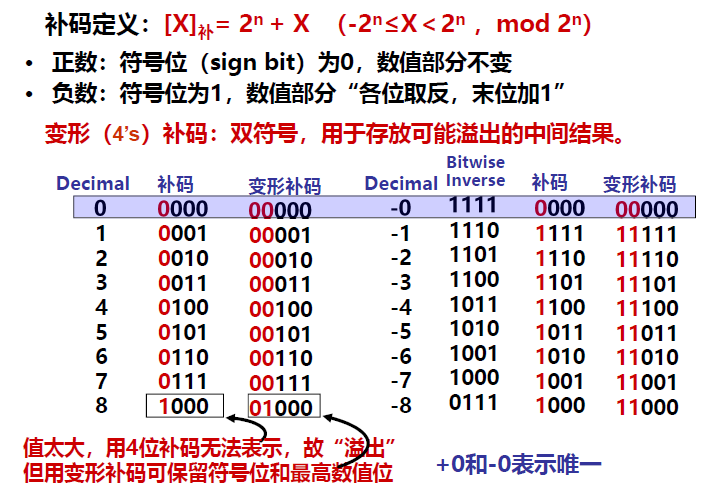 补码定义：[X]补= 2ⁿ + X （-2ⁿ≤X＜2ⁿ ，mod 2ⁿ）
• 正数：符号位（sign bit）为0，数值部分不变
• 负数：符号位为1，数值部分“各位取反，末位加1”
变形（4’s）补码：双符号，用于存放可能溢出的中间结果。
Decimal 补码 变形补码 Decimal Bitwise Inverse 补码 变形补码
0 0000 00000 -0 1111 0000 00000
1 0001 00001 -1 1110 1111 11111
2 0010 00010 -2 1101 1110 11110
3 0011 00011 -3 1100 1101 11101
4 0100 00100 -4 1011 1100 11100
5 0101 00101 -5 1010 1011 11011
6 0110 00110 -6 1001 1010 11010
7 0111 00111 -7 1000 1001 11001
8 1000 01000 -8 0111 1000 11000
值太大，用4位补码无法表示，故“溢出”
但用变形补码可保留符号位和最高数值位
+0和-0表示唯一